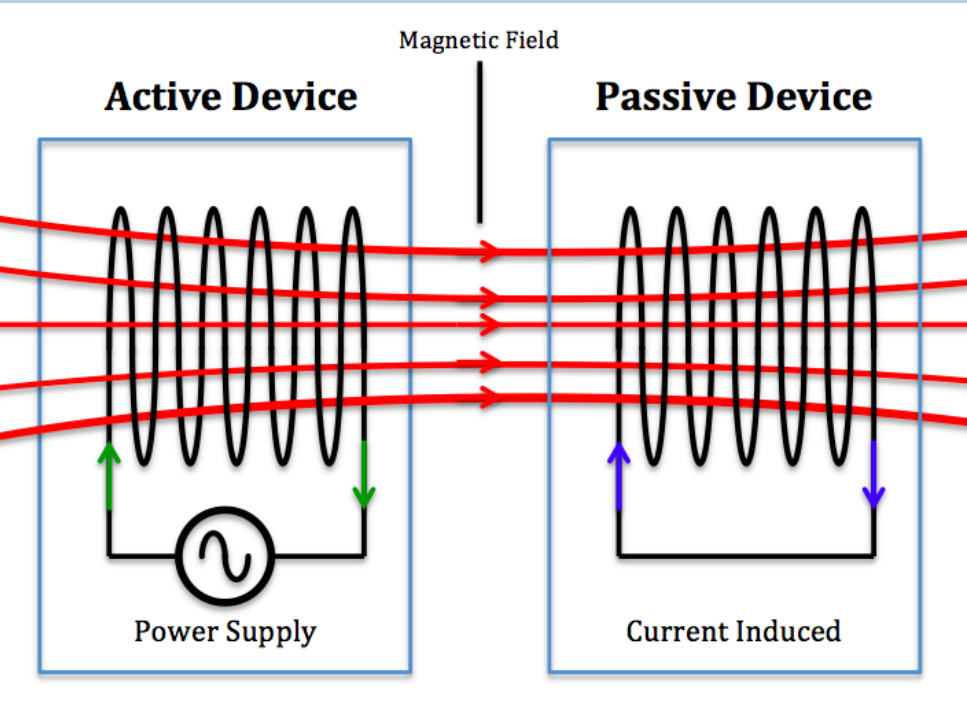 Magnetic Field
Active Device
Passive Device
Power Supply
Current Induced